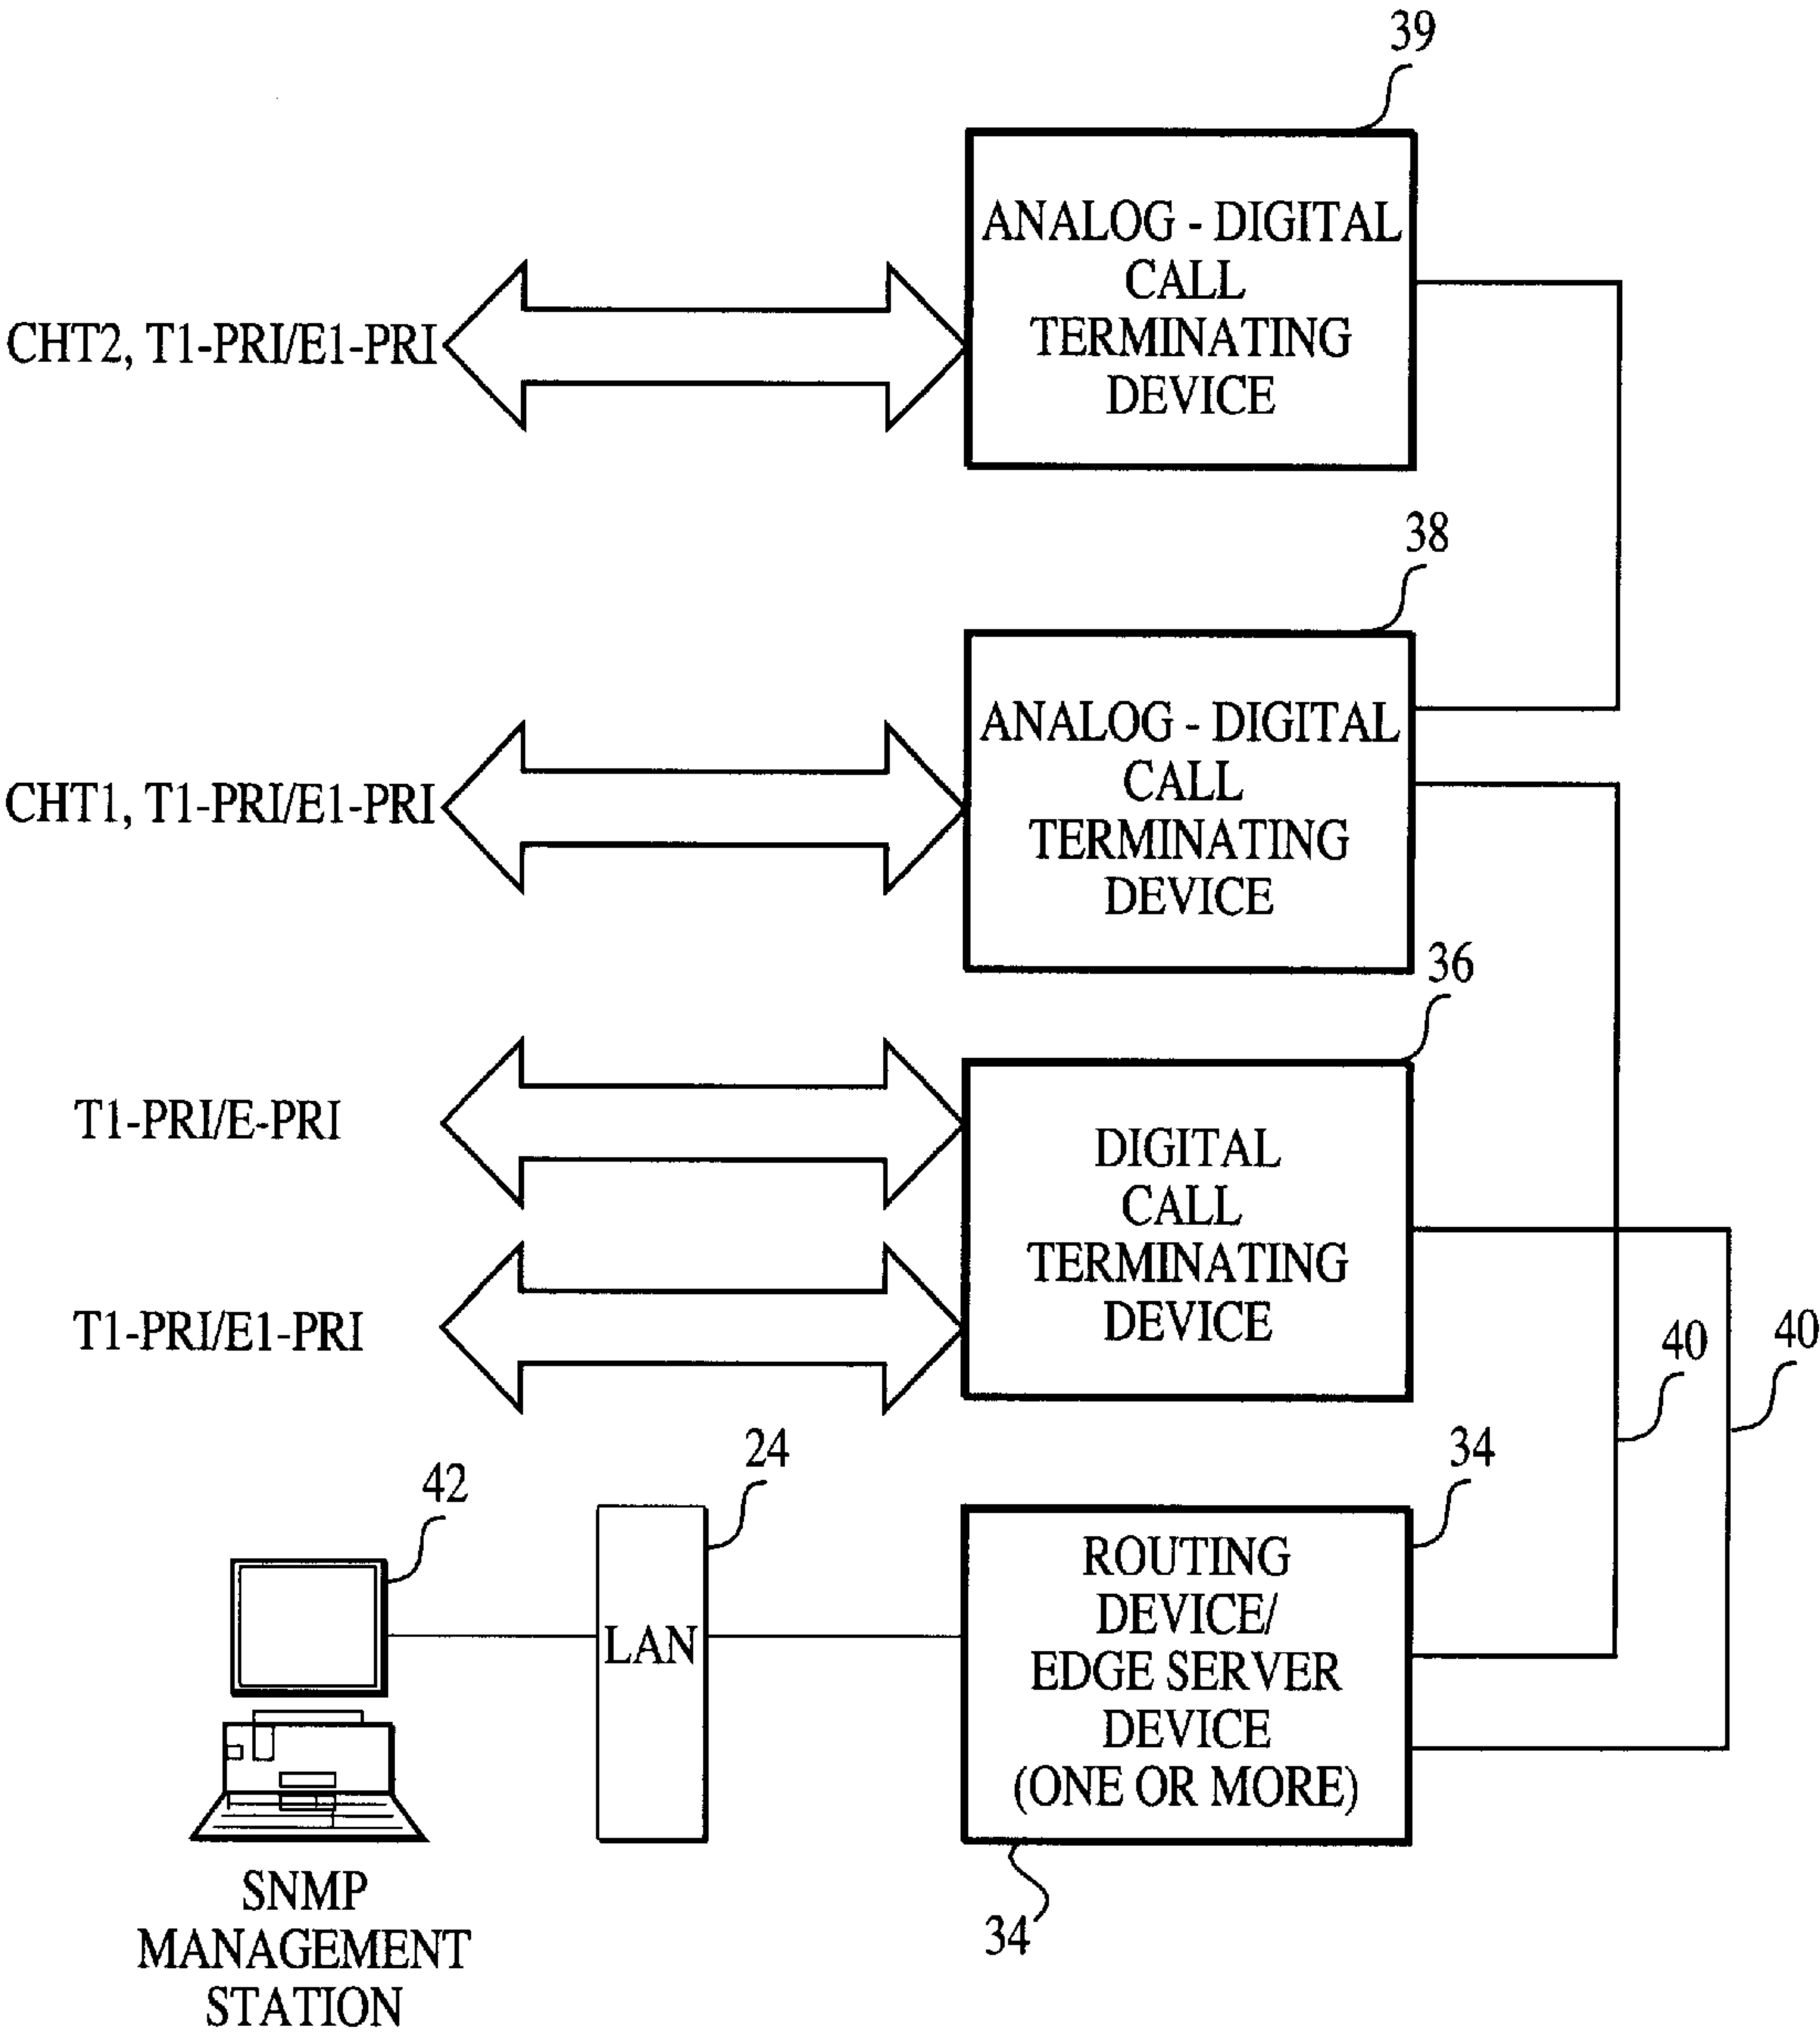 39
ANALOG - DIGITAL
CALL
TERMINATING
DEVICE
CHT2, T1-PRI/E1-PRI
38
ANALOG - DIGITAL
CALL
TERMINATING
DEVICE
CHT1, T1-PRI/E1-PRI
36
T1-PRI/E-PRI
DIGITAL
CALL
TERMINATING
DEVICE
T1-PRI/E1-PRI
40
40
42
24
34
LAN
ROUTING
DEVICE/
EDGE SERVER
DEVICE
(ONE OR MORE)
34
SNMP
MANAGEMENT
STATION